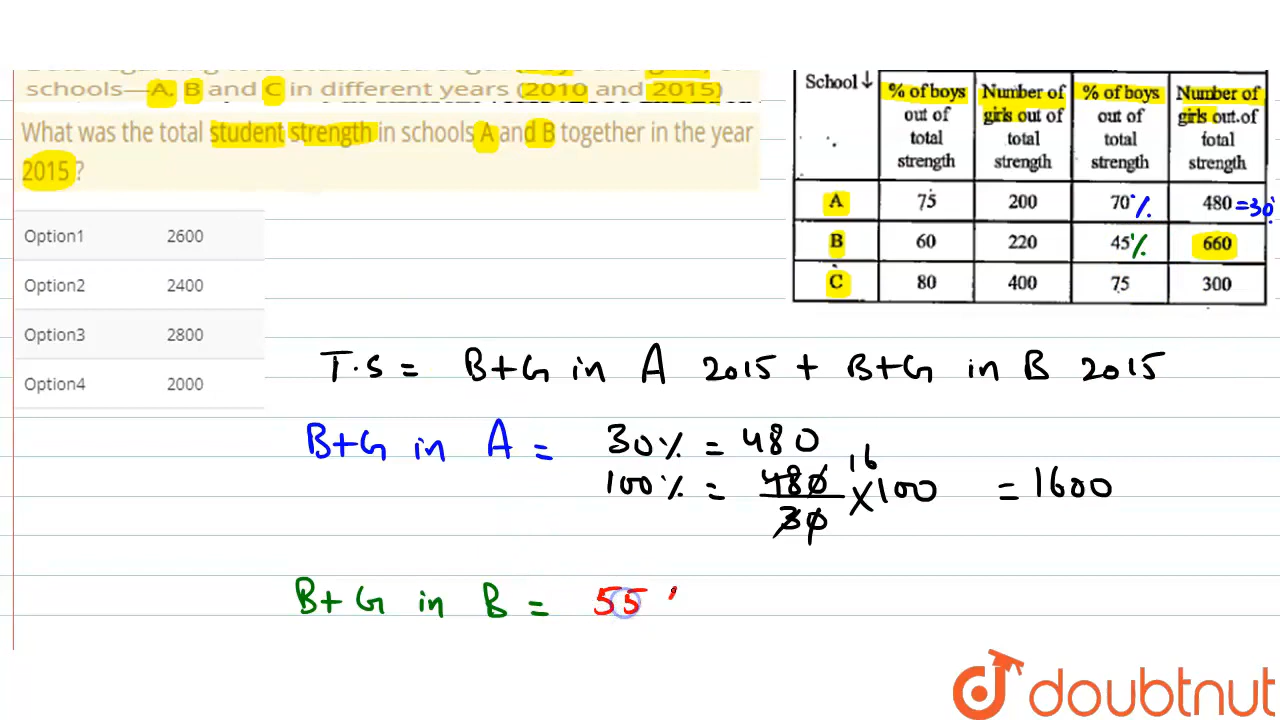 schools—A, B and C in different years (2010 and 2015)
What was the total student strength in schools A and B together in the year
2015 ?
Option1 2600
Option2 2400
Option3 2800
Option4 2000
School↓ % of boys out of total strength Number of girls out of total strength % of boys out of total strength Number of girls out.of total strength
A 75 200 70% 480 =30%
B 60 220 45% 660
C 80 400 75 300
T.S = B+G in A 2015 + B+G in B 2015
B+G in A = 30% = 480
100% = 480/30 × 100 = 1600
16
B+G in B = 55
doubtnut